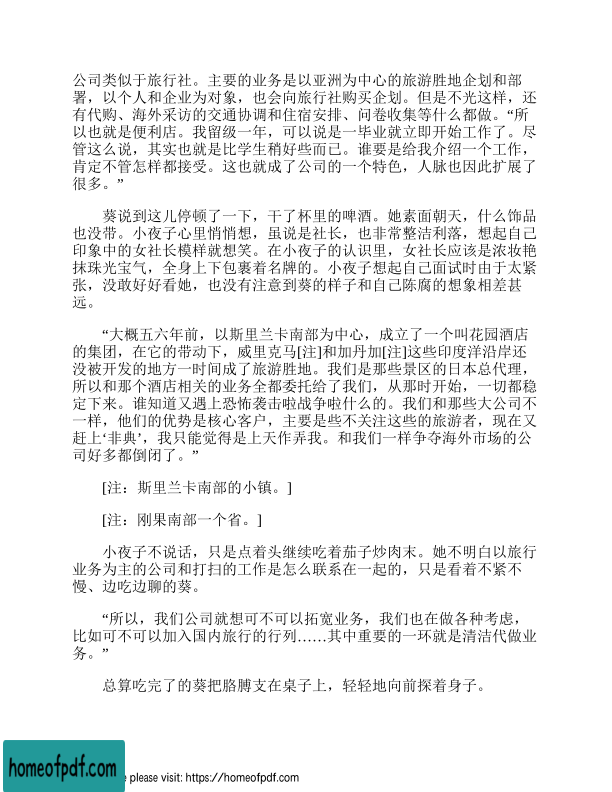 公司类似于旅行社。主要的业务是以亚洲为中心的旅游胜地企划和部
署，以个人和企业为对象，也会向旅行社购买企划。但是不光这样，还
有代购、海外采访的交通协调和住宿安排、问卷收集等什么都做。“所
以也就是便利店。我留级一年，可以说是一毕业就立即开始工作了。尽
管这么说，其实也就是比学生稍好些而已。谁要是给我介绍一个工作，
肯定不管怎样都接受。这也就成了公司的一个特色，人脉也因此扩展了
很多。”
葵说到这儿停顿了一下，干了杯里的啤酒。她素面朝天，什么饰品
也没带。小夜子心里悄悄想，虽说是社长，也非常整洁利落，想起自己
印象中的女社长模样就想笑。在小夜子的认识里，女社长应该是浓妆艳
抹珠光宝气，全身上下包裹着名牌的。小夜子想起自己面试时由于太紧
张，没敢好好看她，也没有注意到葵的样子和自己陈腐的想象相差甚
远。
“大概五六年前，以斯里兰卡南部为中心，成立了一个叫花园酒店
的集团，在它的带动下，威里克马[注]和加丹加[注]这些印度洋沿岸还
没被开发的地方一时间成了旅游胜地。我们是那些景区的日本总代理，
所以和那个酒店相关的业务全都委托给了我们，从那时开始，一切都稳
定下来。谁知道又遇上恐怖袭击啦战争啦什么的。我们和那些大公司不
一样，他们的优势是核心客户，主要是些不关注这些的旅游者，现在又
赶上‘非典’，我只能觉得是上天作弄我。和我们一样争夺海外市场的公
司好多都倒闭了。”
[注：斯里兰卡南部的小镇。]
[注：刚果南部一个省。]
小夜子不说话，只是点着头继续吃着茄子炒肉末。她不明白以旅行
业务为主的公司和打扫的工作是怎么联系在一起的，只是看着不紧不
慢、边吃边聊的葵。
“所以，我们公司就想可不可以拓宽业务，我们也在做各种考虑，
比如可不可以加入国内旅行的行列……其中重要的一环就是清洁代做业
务。”
总算吃完了的葵把胳膊支在桌子上，轻轻地向前探着身子。
homeofpdf.com
please visit: https://homeofpdf.com